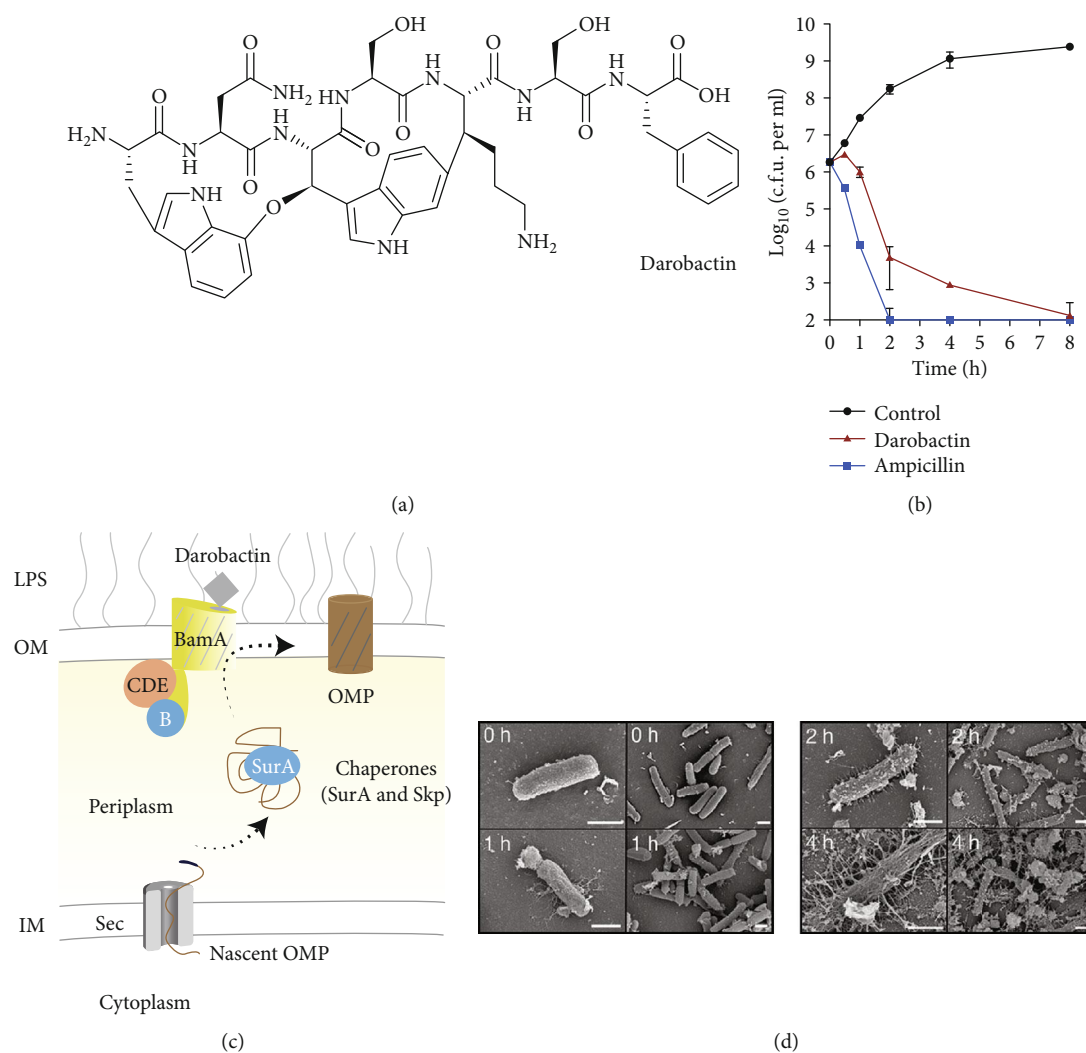 O
NH₂
OH
O
H
N
O
OH
O
H
N
O
OH
H₂N
O
N
H
O
H
N
O
H
N
O
N
H
O
N
H
NH
O
NH
NH₂
Darobactin
(a)
10
9
8
7
6
5
4
3
2
Log₁₀ (c.f.u. per ml)
0 1 2 3 4 5 6 7 8
Time (h)
Control
Darobactin
Ampicillin
(b)
LPS
Darobactin
OM
BamA
CDE
B
OMP
SurA
Chaperones
(SurA and Skp)
Periplasm
IM
Sec
Nascent OMP
Cytoplasm
(c)
0 h
0 h
1 h
1 h
2 h
2 h
4 h
4 h
(d)